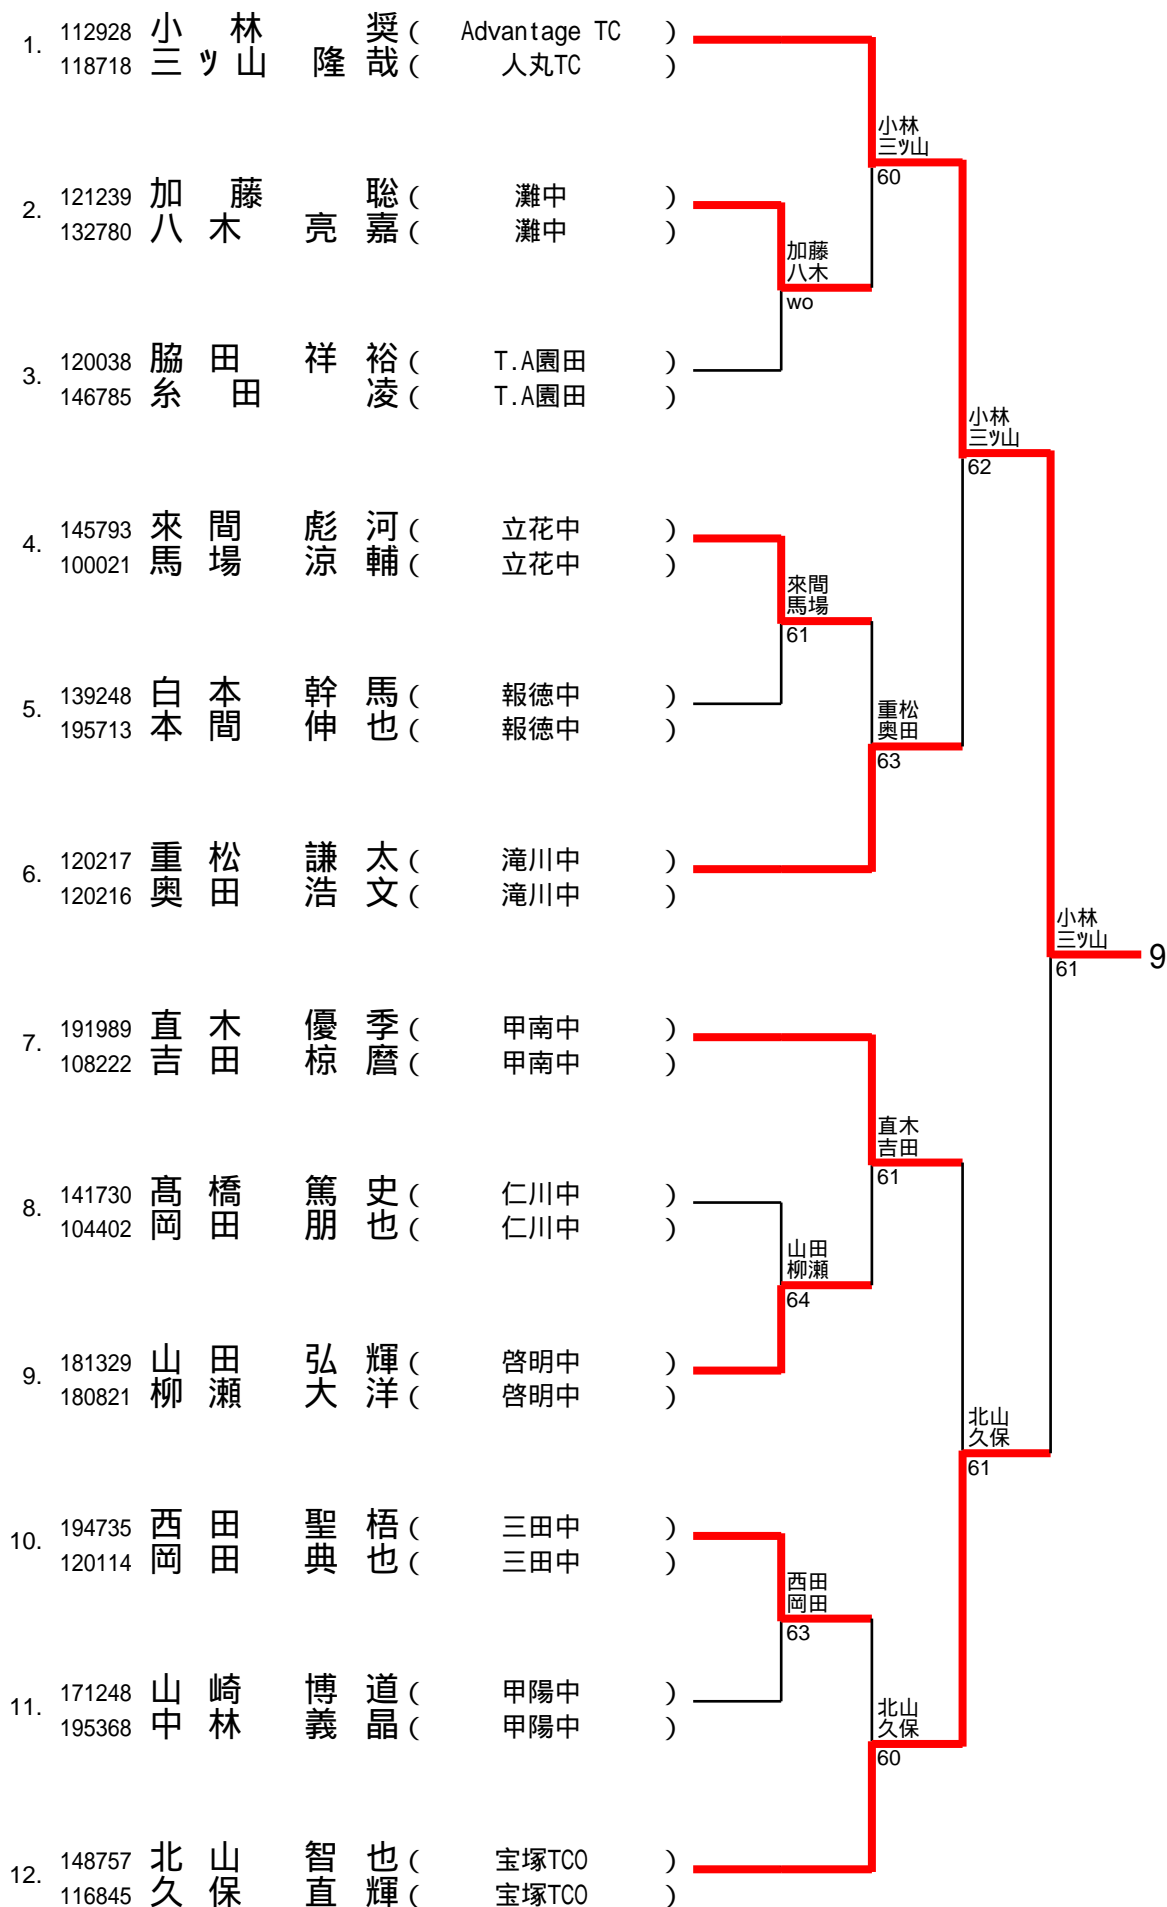 1. 112928 小林 奨 ( Advantage TC )
118718 三ッ山 隆哉 ( 人丸TC )
小林
三ッ山
60
2. 121239 加藤 聡 ( 灘中 )
132780 八木 亮嘉 ( 灘中 )
加藤
八木
wo
3. 120038 脇田 祥裕 ( T.A園田 )
146785 糸田 凌 ( T.A園田 )
小林
三ッ山
62
4. 145793 來間 彪河 ( 立花中 )
100021 馬場 涼輔 ( 立花中 )
來間
馬場
61
5. 139248 白本 幹馬 ( 報徳中 )
195713 本間 伸也 ( 報徳中 )
重松
奥田
63
6. 120217 重松 謙太 ( 滝川中 )
120216 奥田 浩文 ( 滝川中 )
小林
三ッ山
61
9
7. 191989 直木 優季 ( 甲南中 )
108222 吉田 椋麿 ( 甲南中 )
直木
吉田
61
8. 141730 髙橋 篤史 ( 仁川中 )
104402 岡田 朋也 ( 仁川中 )
山田
柳瀬
64
9. 181329 山田 弘輝 ( 啓明中 )
180821 柳瀬 大洋 ( 啓明中 )
北山
久保
61
10. 194735 西田 聖梧 ( 三田中 )
120114 岡田 典也 ( 三田中 )
西田
岡田
63
11. 171248 山崎 博道 ( 甲陽中 )
195368 中林 義晶 ( 甲陽中 )
北山
久保
60
12. 148757 北山 智也 ( 宝塚TCO )
116845 久保 直輝 ( 宝塚TCO )